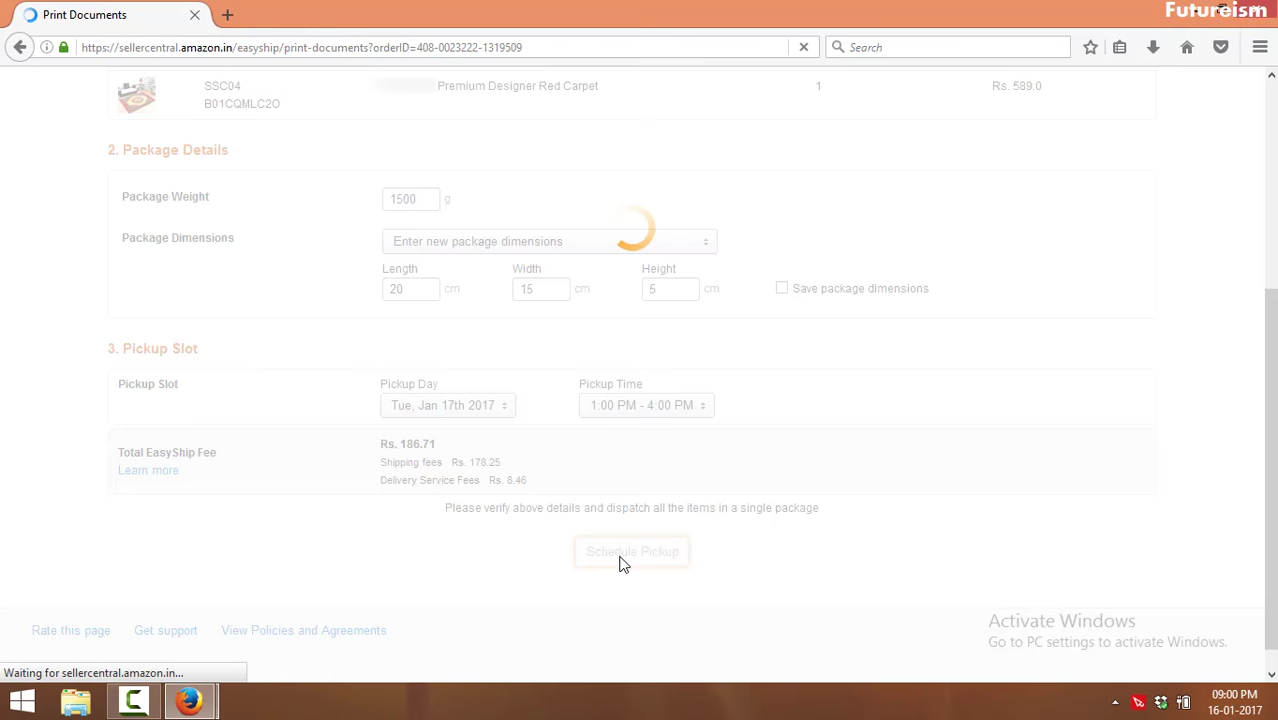 Print Documents
Futureism
https://sellercentral.amazon.in/easyship/print-documents?orderID=408-0023222-1319509
Search
SSC04 Premium Designer Red Carpet 1 Rs. 589.0
B01CQMLC2O
2. Package Details
Package Weight 1500 g
Package Dimensions Enter new package dimensions
Length Width Height
20 cm 15 cm 5 cm Save package dimensions
3. Pickup Slot
Pickup Slot Pickup Day Pickup Time
Tue, Jan 17th 2017 1:00 PM - 4:00 PM
Total EasyShip Fee Rs. 186.71
Learn more Shipping fees Rs. 178.25
Delivery Service Fees Rs. 8.46
Please verify above details and dispatch all the items in a single package
Schedule Pickup
Rate this page Get support View Policies and Agreements
Activate Windows
Go to PC settings to activate Windows.
Waiting for sellercentral.amazon.in...
09:00 PM
16-01-2017